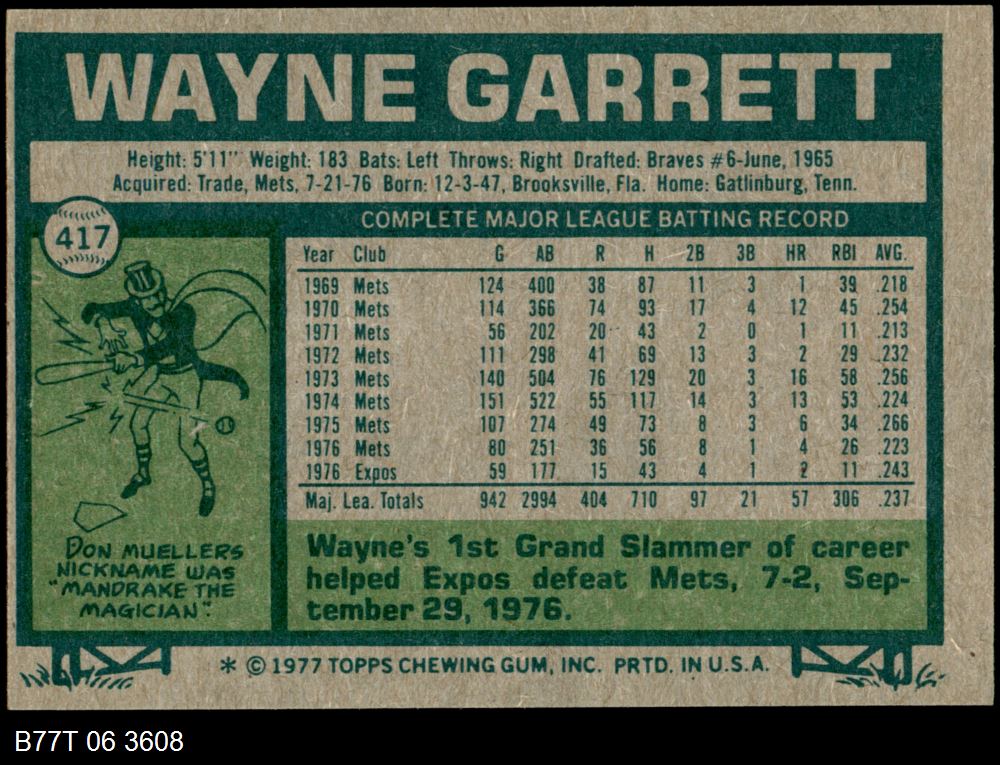 WAYNE GARRETT
Height: 5'11" Weight: 183 Bats: Left Throws: Right Drafted: Braves #6-June, 1965
Acquired: Trade, Mets, 7-21-76 Born: 12-3-47, Brooksville, Fla. Home: Gatlinburg, Tenn.
417
COMPLETE MAJOR LEAGUE BATTING RECORD
Year Club G AB R H 2B 3B HR RBI AVG.
1969 Mets 124 400 38 87 11 3 1 39 .218
1970 Mets 114 366 74 93 17 4 12 45 .254
1971 Mets 56 202 20 43 2 0 1 11 .213
1972 Mets 111 298 41 69 13 3 2 29 .232
1973 Mets 140 504 76 129 20 3 16 58 .256
1974 Mets 151 522 55 117 14 3 13 53 .224
1975 Mets 107 274 49 73 8 3 6 34 .266
1976 Mets 80 251 36 56 8 1 4 26 .223
1976 Expos 59 177 15 43 4 1 2 11 .243
Maj. Lea. Totals 942 2994 404 710 97 21 57 306 .237
DON MUELLERS
NICKNAME WAS
"MANDRAKE THE
MAGICIAN".
Wayne's 1st Grand Slammer of career
helped Expos defeat Mets, 7-2, Sep-
tember 29, 1976.
* © 1977 TOPPS CHEWING GUM, INC. PRTD. IN U.S.A.
B77T 06 3608